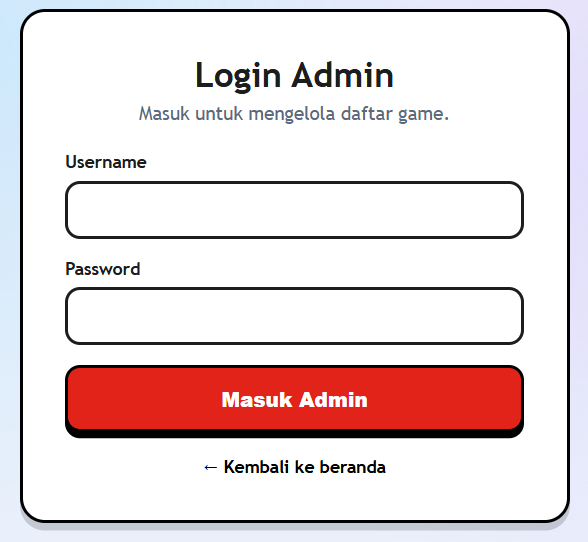 Login Admin
Masuk untuk mengelola daftar game.
Username
Password
Masuk Admin
← Kembali ke beranda